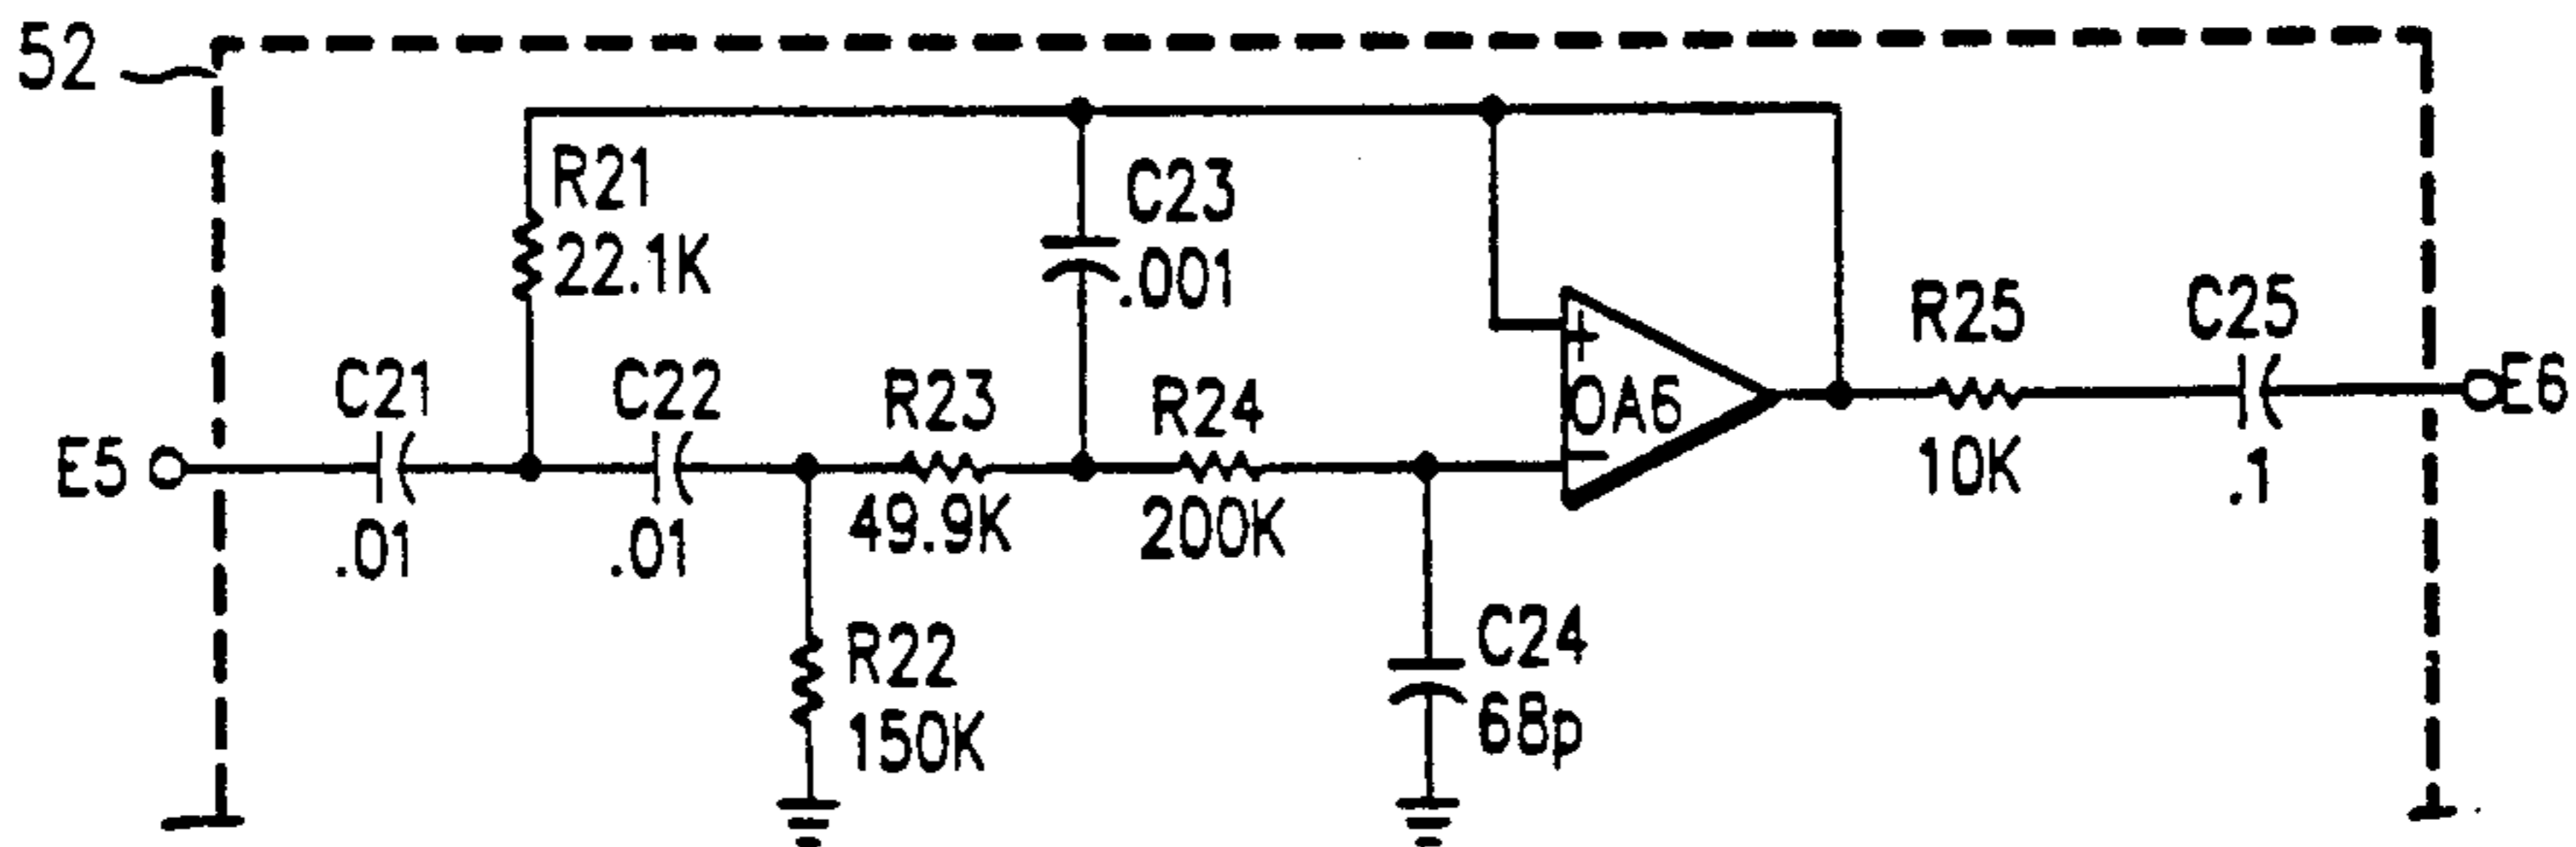 52
R21
22.1K
C23
.001
C21
.01
C22
.01
R23
49.9K
R24
200K
+
OA6
−
R25
10K
C25
.1
E5
E6
R22
150K
C24
68p